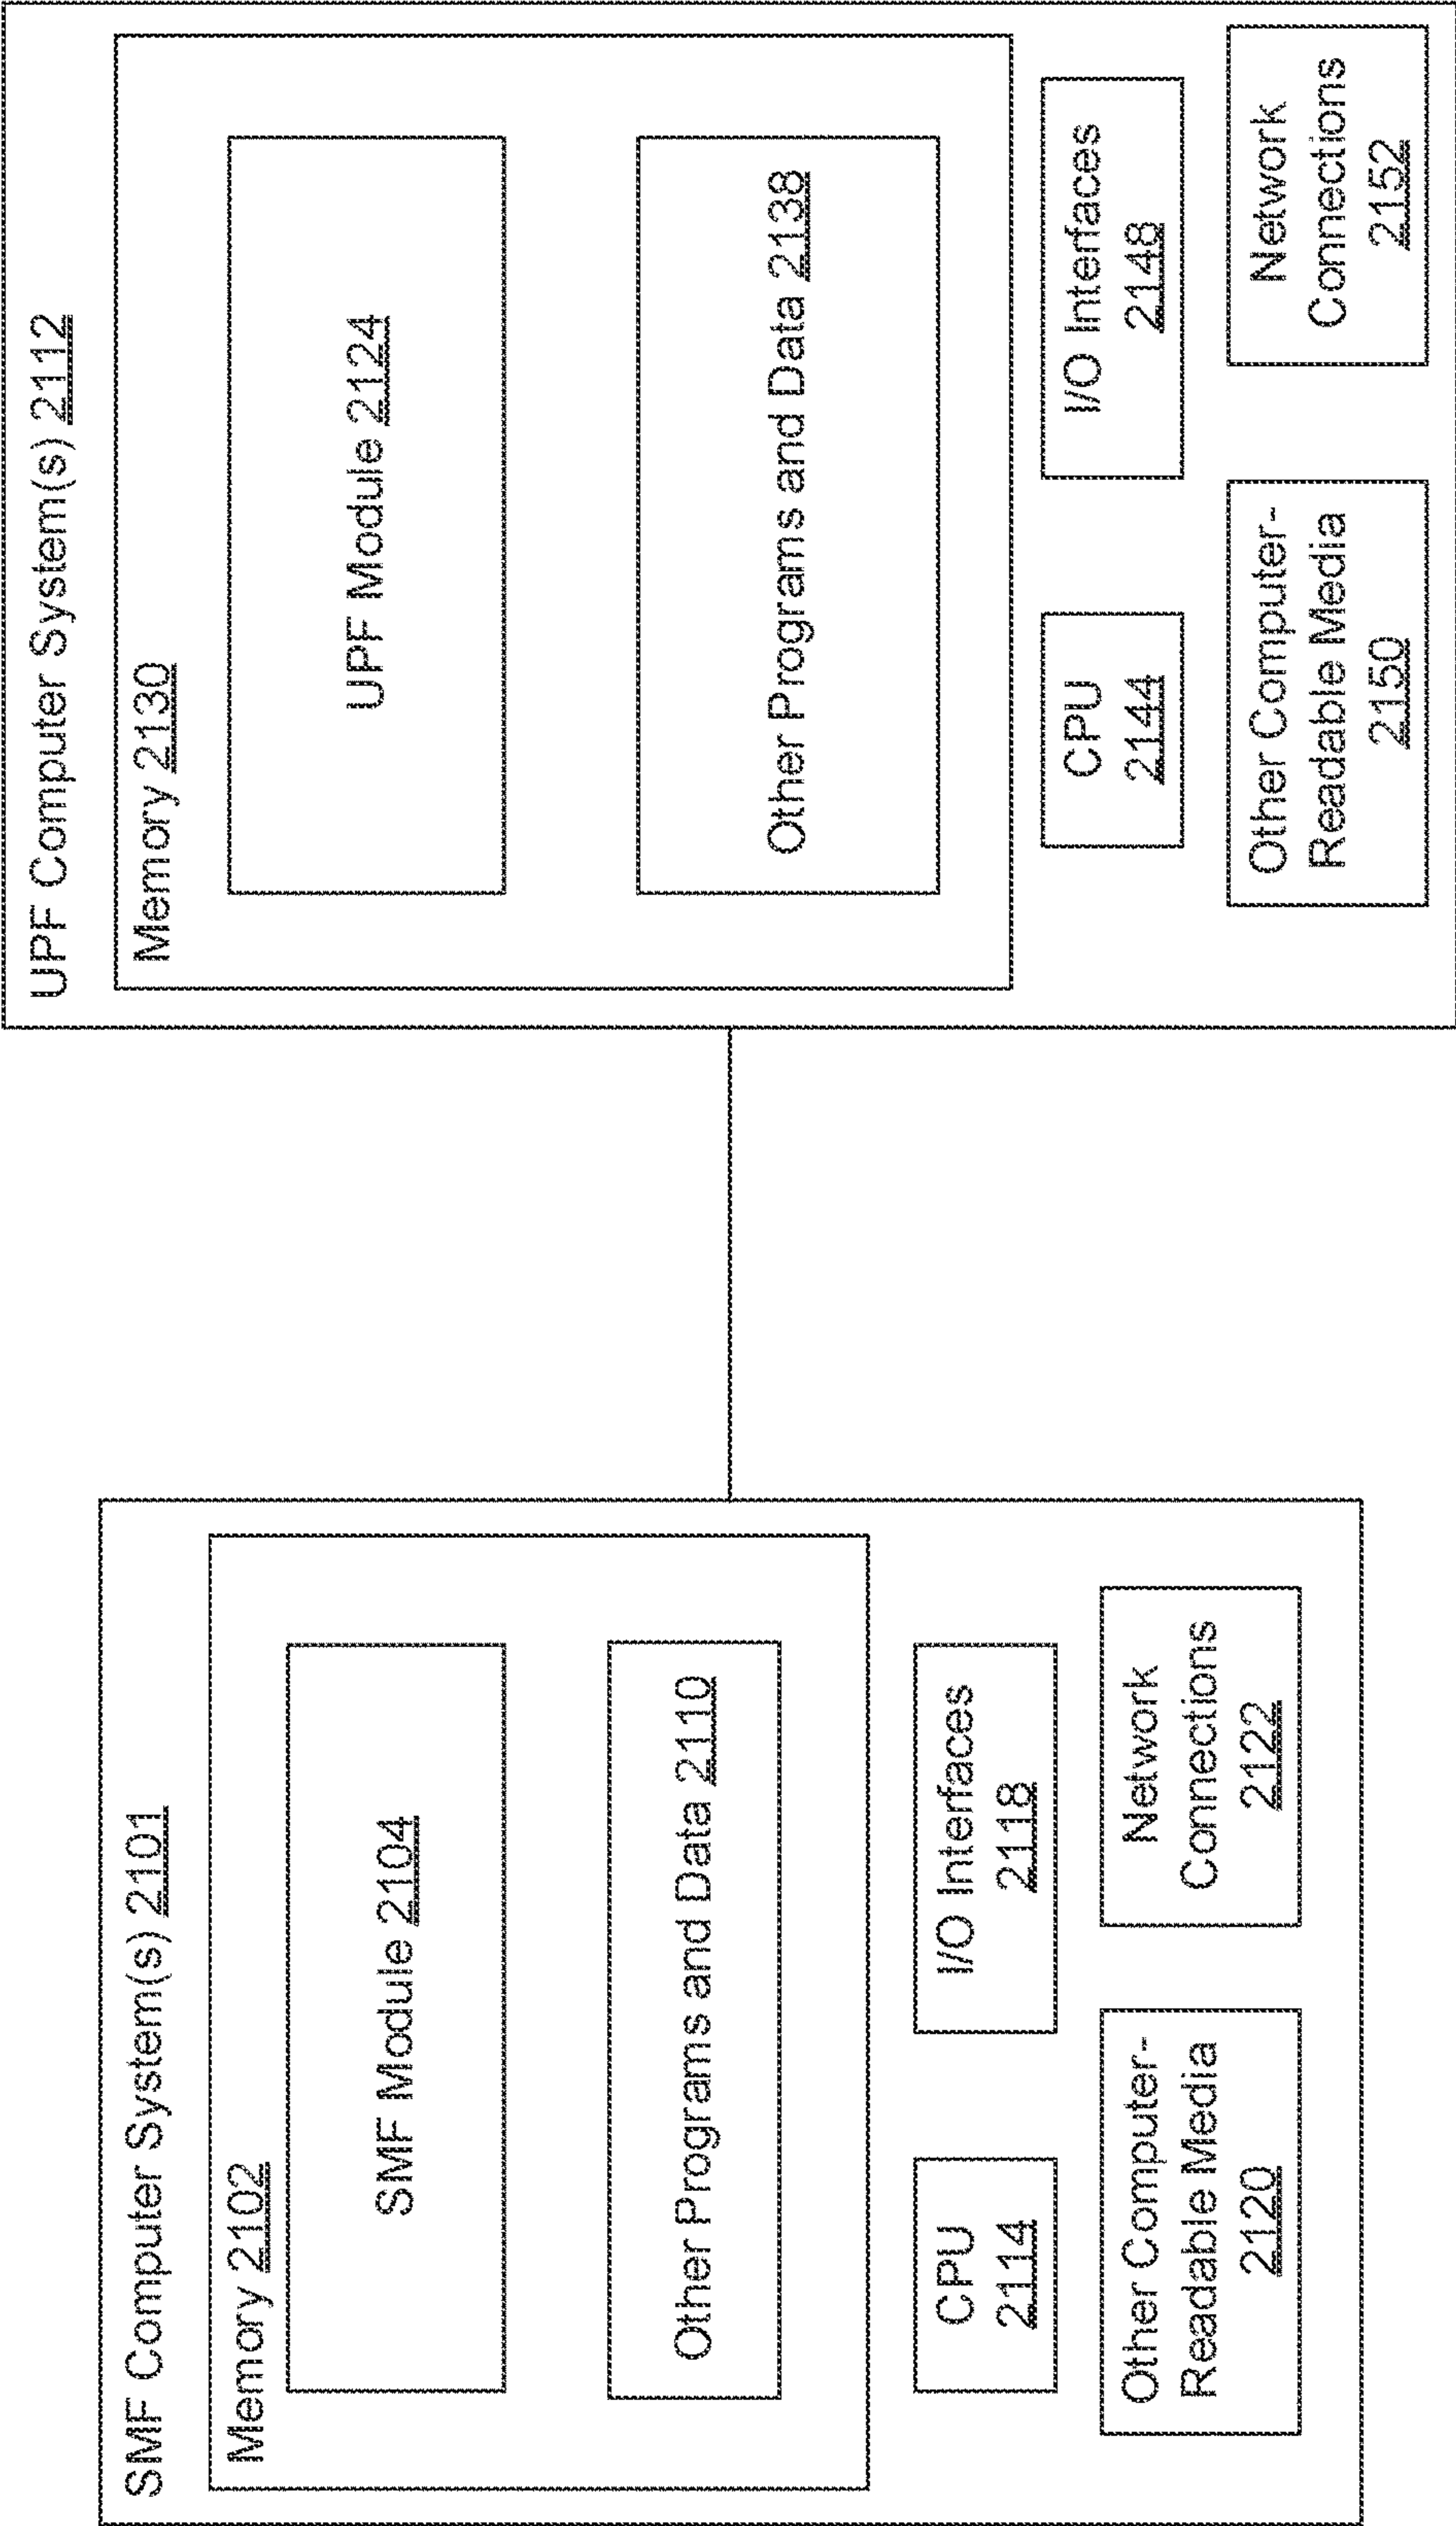 SMF Computer System(s) 2101
Memory 2102
SMF Module 2104
Other Programs and Data 2110
CPU
2114
I/O Interfaces
2118
Other Computer-
Readable Media
2120
Network
Connections
2122
UPF Computer System(s) 2112
Memory 2130
UPF Module 2124
Other Programs and Data 2138
CPU
2144
I/O Interfaces
2148
Other Computer-
Readable Media
2150
Network
Connections
2152